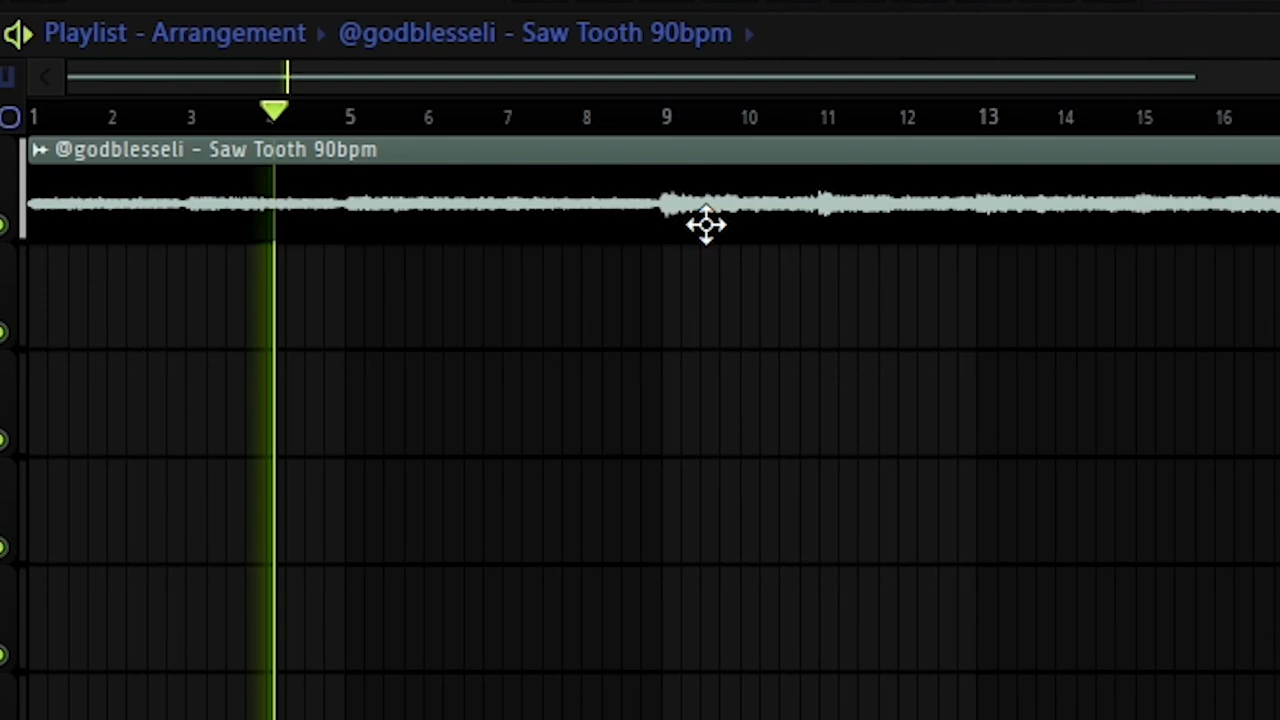 Playlist - Arrangement ▸ @godblesseli - Saw Tooth 90bpm ▸
1 2 3 5 6 7 8 9 10 11 12 13 14 15 16
@godblesseli - Saw Tooth 90bpm